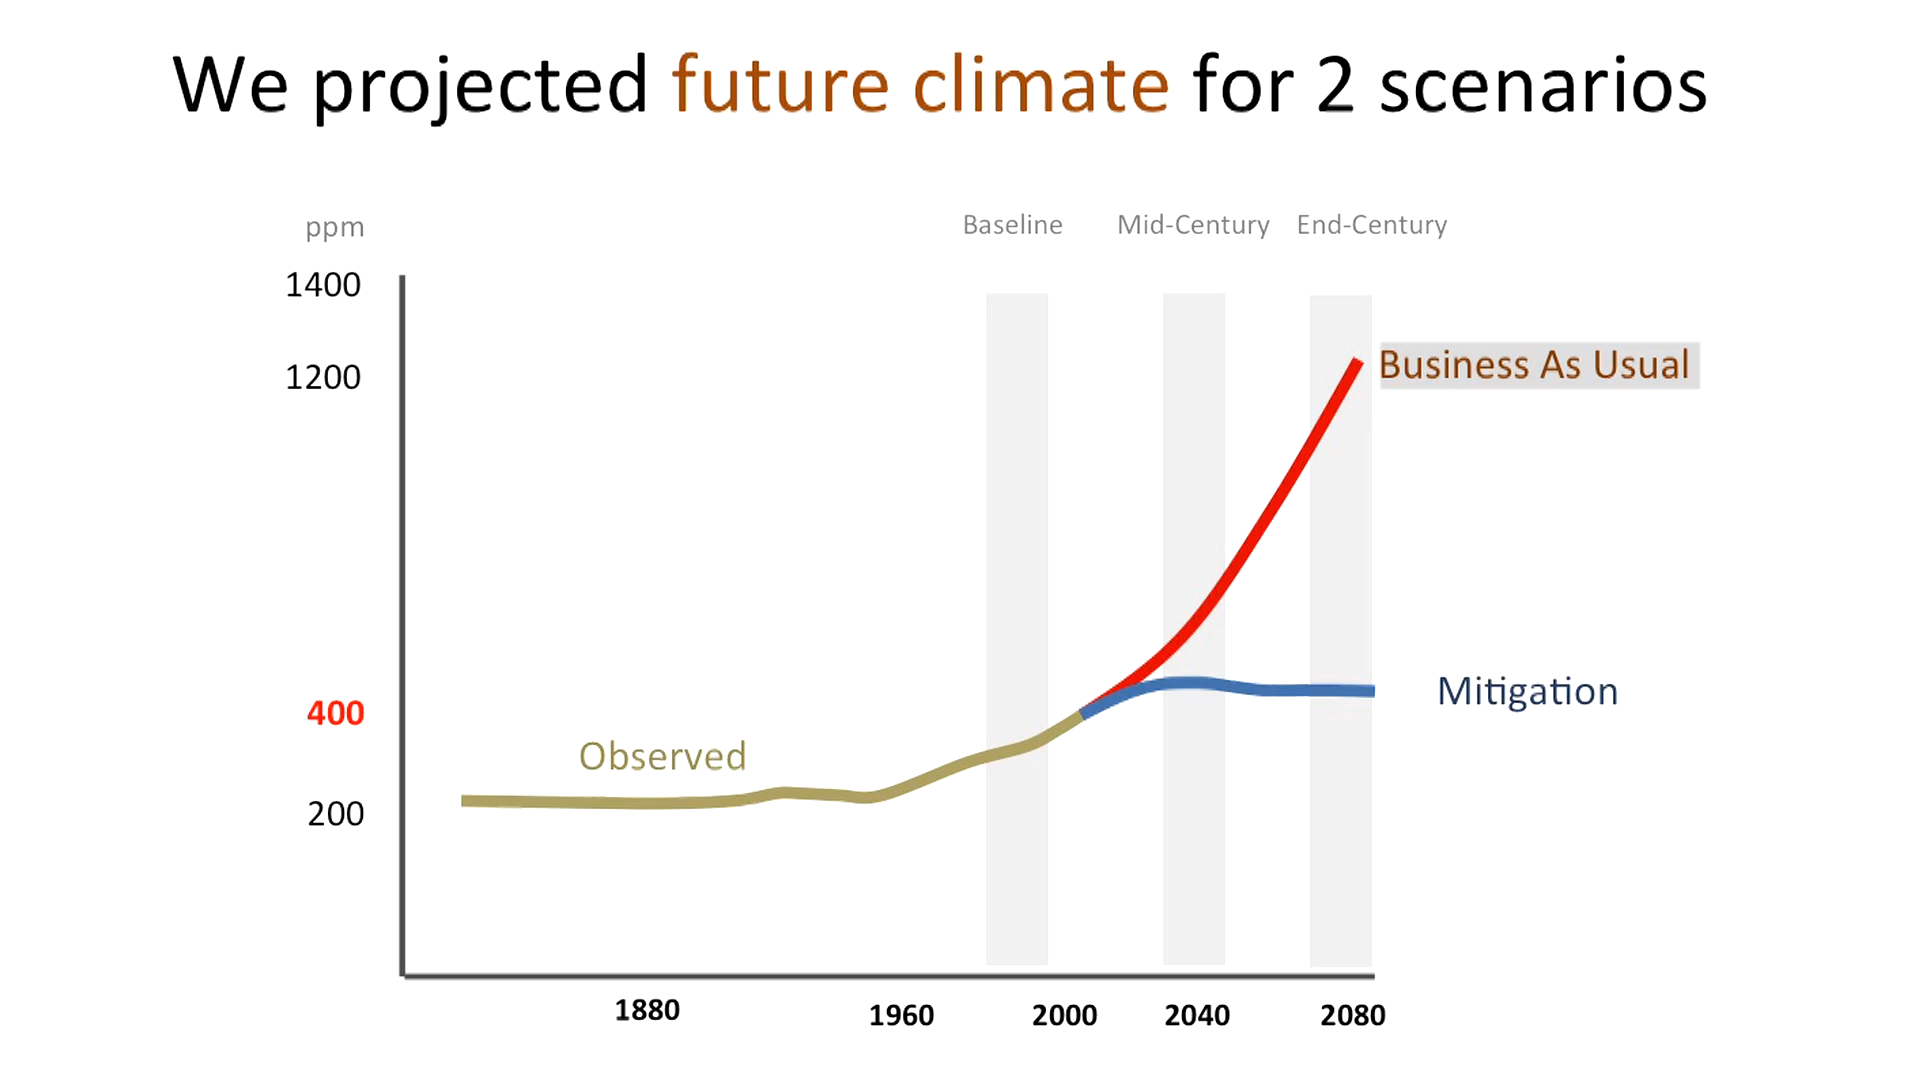 We projected future climate for 2 scenarios
ppm
Baseline
Mid-Century
End-Century
1400
1200
Business As Usual
Mitigation
400
Observed
200
1880
1960
2000
2040
2080